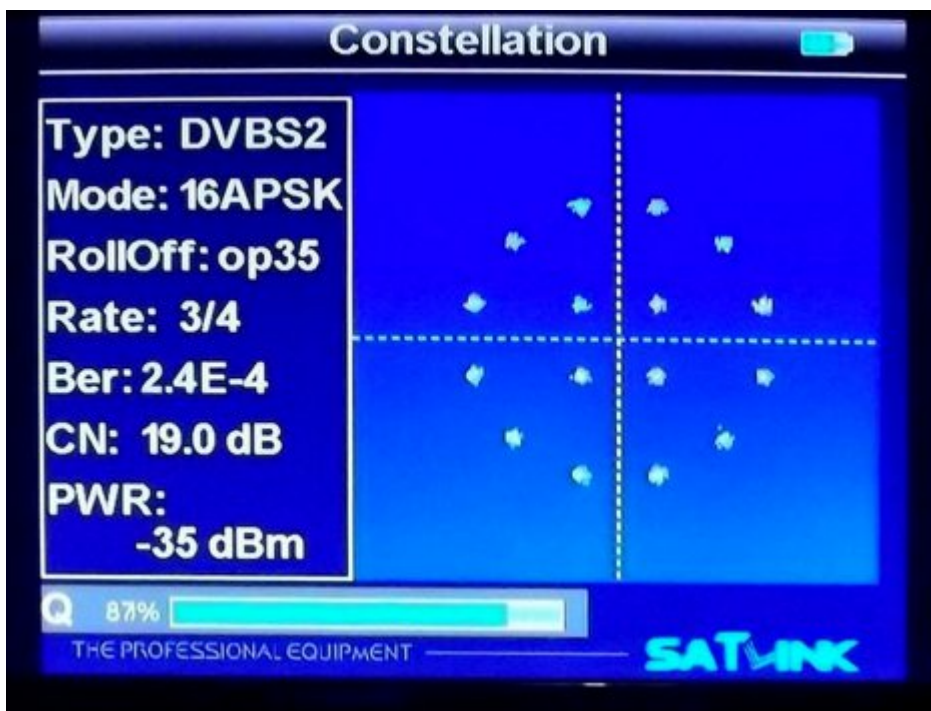 Constellation
Type: DVBS2
Mode: 16APSK
RollOff: op35
Rate: 3/4
Ber: 2.4E-4
CN: 19.0 dB
PWR:
-35 dBm
Q
THE PROFESSIONAL EQUIPMENT
SATLINK